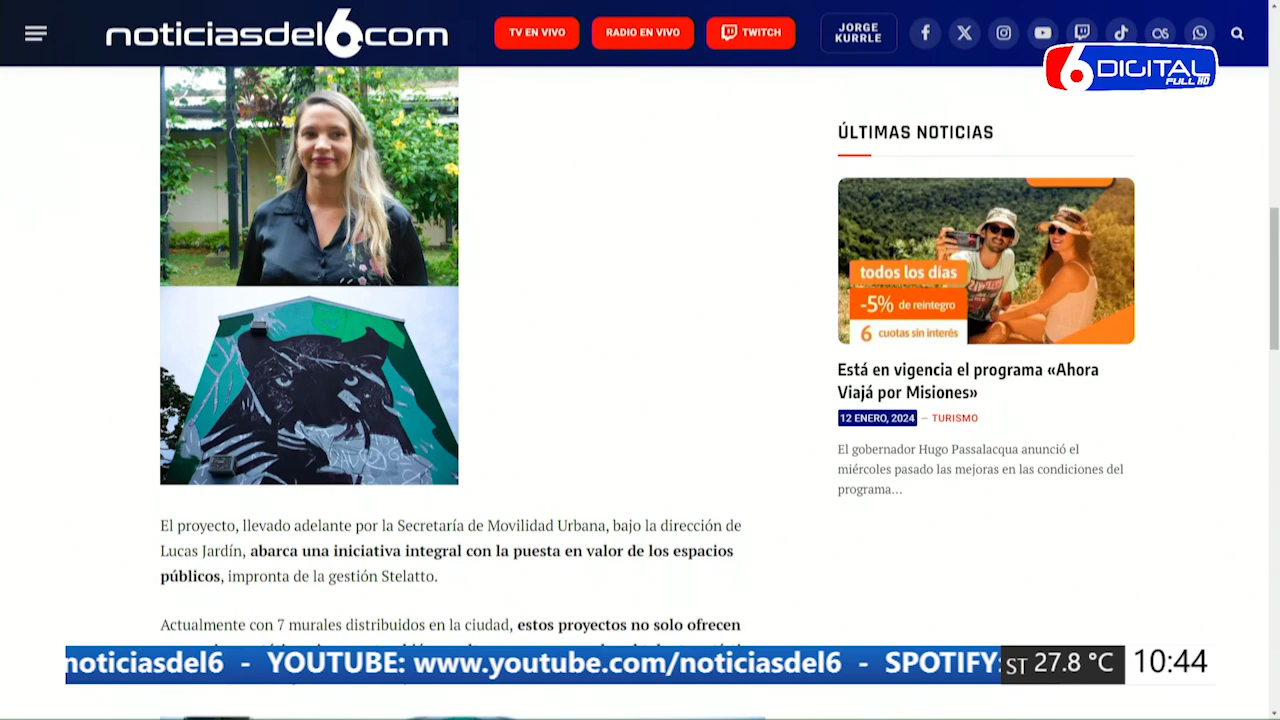 noticiasdel6.com
TV EN VIVO
RADIO EN VIVO
TWITCH
JORGE
KURRLE
6 DIGITAL
FULL HD
ÚLTIMAS NOTICIAS
todos los días
-5% de reintegro
6 cuotas sin interés
Está en vigencia el programa «Ahora
Viajá por Misiones»
12 ENERO, 2024 – TURISMO
El gobernador Hugo Passalacqua anunció el
miércoles pasado las mejoras en las condiciones del
programa…
El proyecto, llevado adelante por la Secretaría de Movilidad Urbana, bajo la dirección de
Lucas Jardín, abarca una iniciativa integral con la puesta en valor de los espacios
públicos, impronta de la gestión Stelatto.
Actualmente con 7 murales distribuidos en la ciudad, estos proyectos no solo ofrecen
noticiasdel6 - YOUTUBE: www.youtube.com/noticiasdel6 - SPOTIFY:
ST 27.8 °C
10:44